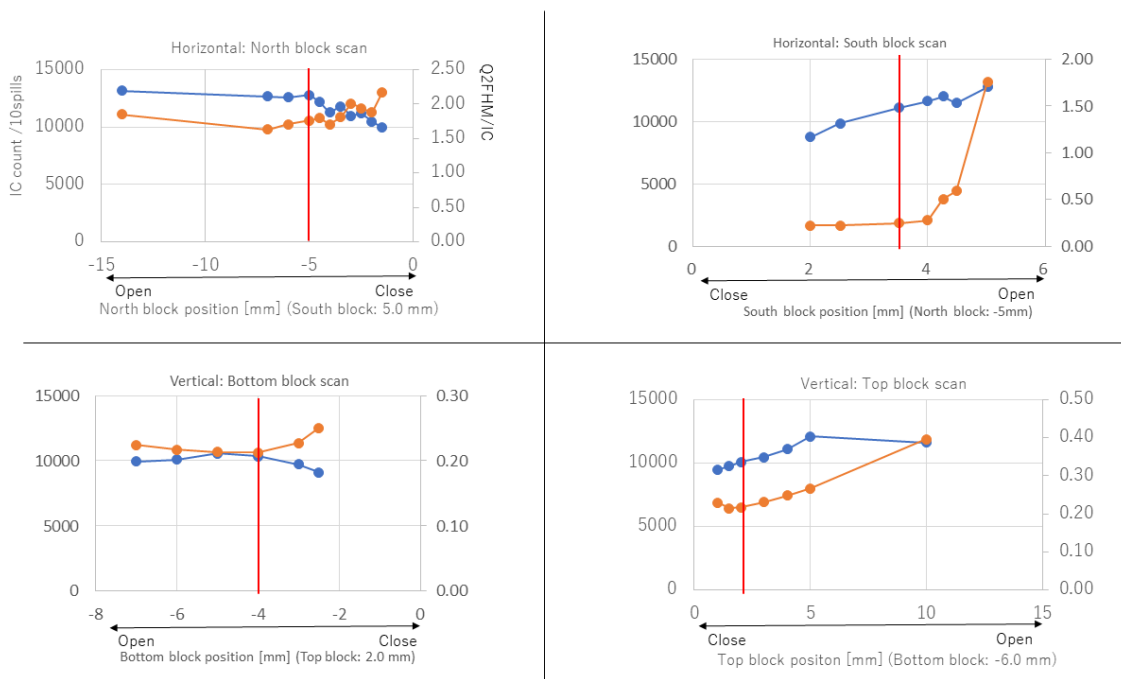 Horizontal: North block scan
15000 2.50
10000 2.00
1.50
5000 1.00
0.50
0 0.00
IC count /10spills
Q2FHM/IC
-15 -10 -5 0
Open Close
North block position [mm] (South block: 5.0 mm)
Horizontal: South block scan
15000 2.00
10000 1.50
1.00
5000 0.50
0 0.00
0 2 4 6
Close Open
South block position [mm] (North block: -5mm)
Vertical: Bottom block scan
15000 0.30
10000 0.20
5000 0.10
0 0.00
-8 -6 -4 -2 0
Open Close
Bottom block position [mm] (Top block: 2.0 mm)
Vertical: Top block scan
15000 0.50
0.40
10000 0.30
5000 0.20
0.10
0 0.00
0 5 10 15
Close Open
Top block positon [mm] (Bottom block: -6.0 mm)